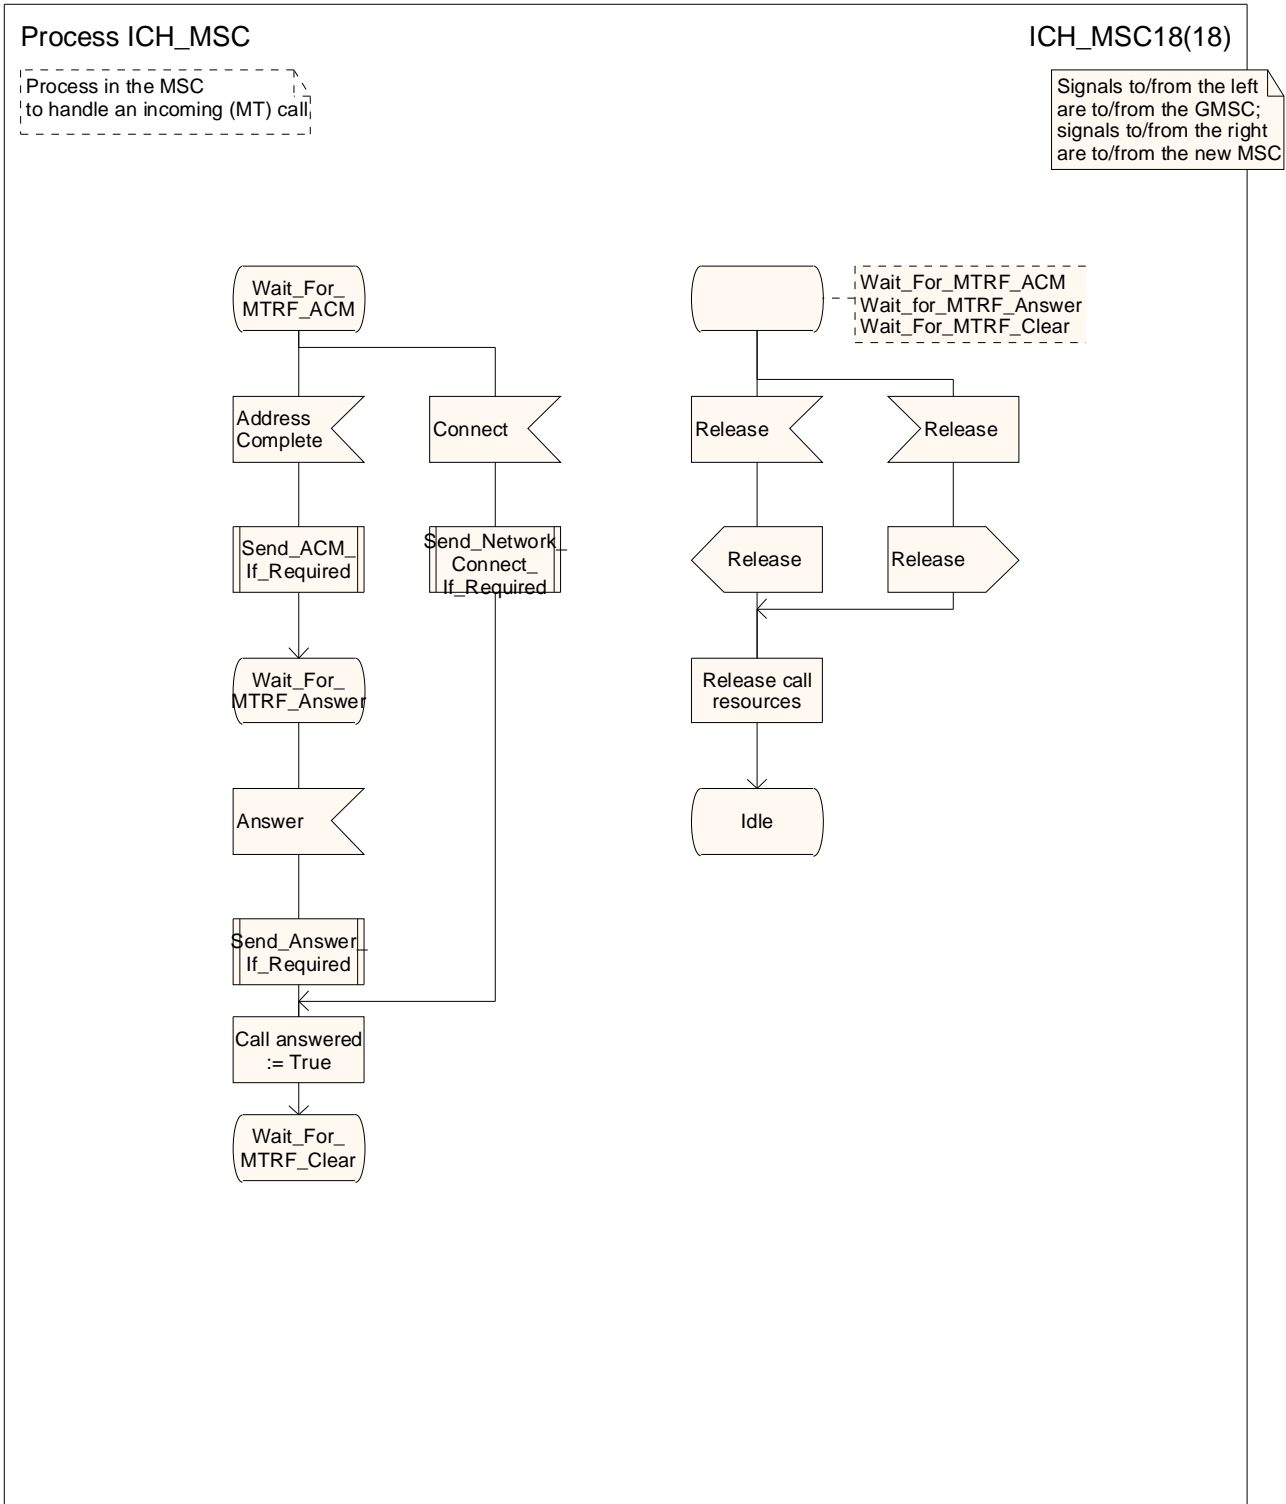 Process ICH_MSC
ICH_MSC18(18)
Process in the MSC
to handle an incoming (MT) call
Signals to/from the left
are to/from the GMSC;
signals to/from the right
are to/from the new MSC
Wait_For_
MTRF_ACM
Wait_For_MTRF_ACM
Wait_for_MTRF_Answer
Wait_For_MTRF_Clear
Address
Complete
Connect
Release
Release
Send_ACM_
If_Required
Send_Network_
Connect_
If_Required
Release
Release
Wait_For_
MTRF_Answer
Release call
resources
Answer
Idle
Send_Answer_
If_Required
Call answered
:= True
Wait_For_
MTRF_Clear